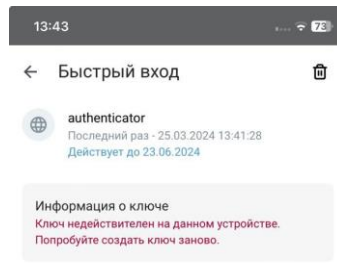 13:43
73
Быстрый вход
authenticator
Последний раз - 25.03.2024 13:41:28
Действует до 23.06.2024
Информация о ключе
Ключ недействителен на данном устройстве.
Попробуйте создать ключ заново.